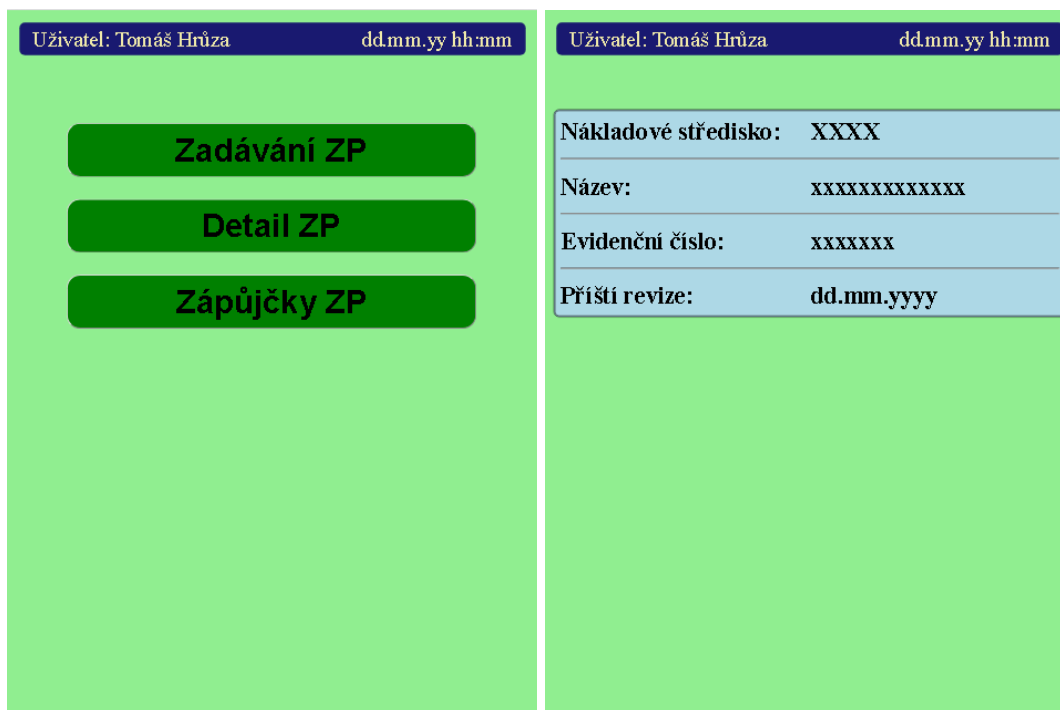 Uživatel: Tomáš Hrůza dd.mm.yy hh:mm
Zadávání ZP
Detail ZP
Zápůjčky ZP
Uživatel: Tomáš Hrůza dd.mm.yy hh:mm
Nákladové středisko: XXXX
Název: xxxxxxxxxxxxx
Evidenční číslo: xxxxxxx
Příští revize: dd.mm.yyyy